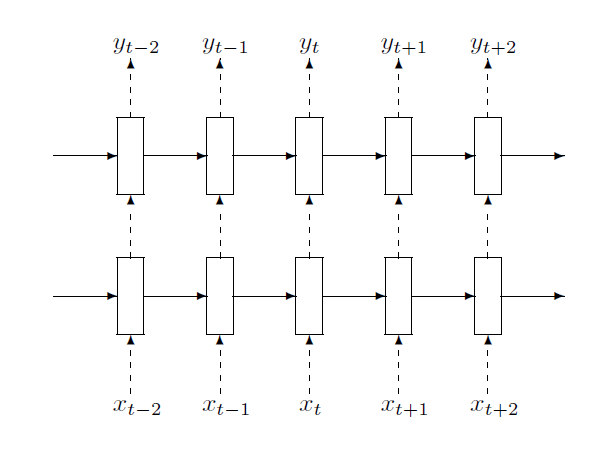 y_{t−2} y_{t−1} y_t y_{t+1} y_{t+2}
x_{t−2} x_{t−1} x_t x_{t+1} x_{t+2}